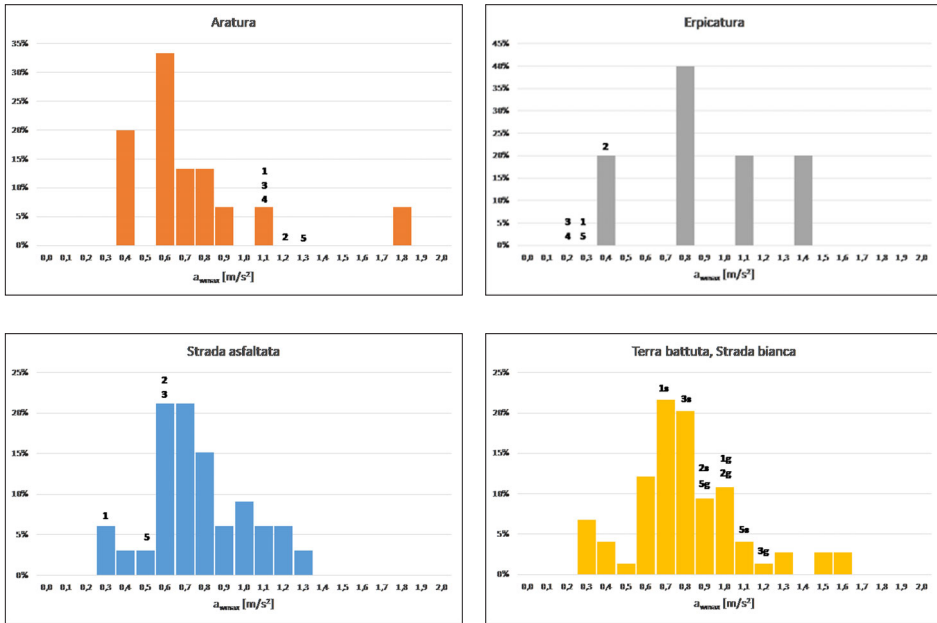 Aratura
35%
30%
25%
20%
15%
10%
5%
0%
1
3
4
2
5
0,0 0,1 0,2 0,3 0,4 0,5 0,6 0,7 0,8 0,9 1,0 1,1 1,2 1,3 1,4 1,5 1,6 1,7 1,8 1,9 2,0
a_wmax [m/s²]
Erpicatura
45%
40%
35%
30%
25%
20%
15%
10%
5%
0%
2
3 1
4 5
0,0 0,1 0,2 0,3 0,4 0,5 0,6 0,7 0,8 0,9 1,0 1,1 1,2 1,3 1,4 1,5 1,6 1,7 1,8 1,9 2,0
a_wmax [m/s²]
Strada asfaltata
25%
20%
15%
10%
5%
0%
2
3
1
5
0,0 0,1 0,2 0,3 0,4 0,5 0,6 0,7 0,8 0,9 1,0 1,1 1,2 1,3 1,4 1,5 1,6 1,7 1,8 1,9 2,0
a_wmax [m/s²]
Terra battuta, Strada bianca
25%
20%
15%
10%
5%
0%
1s
3s
2s
5g
1g
2g
5s
3g
0,0 0,1 0,2 0,3 0,4 0,5 0,6 0,7 0,8 0,9 1,0 1,1 1,2 1,3 1,4 1,5 1,6 1,7 1,8 1,9 2,0
a_wmax [m/s²]